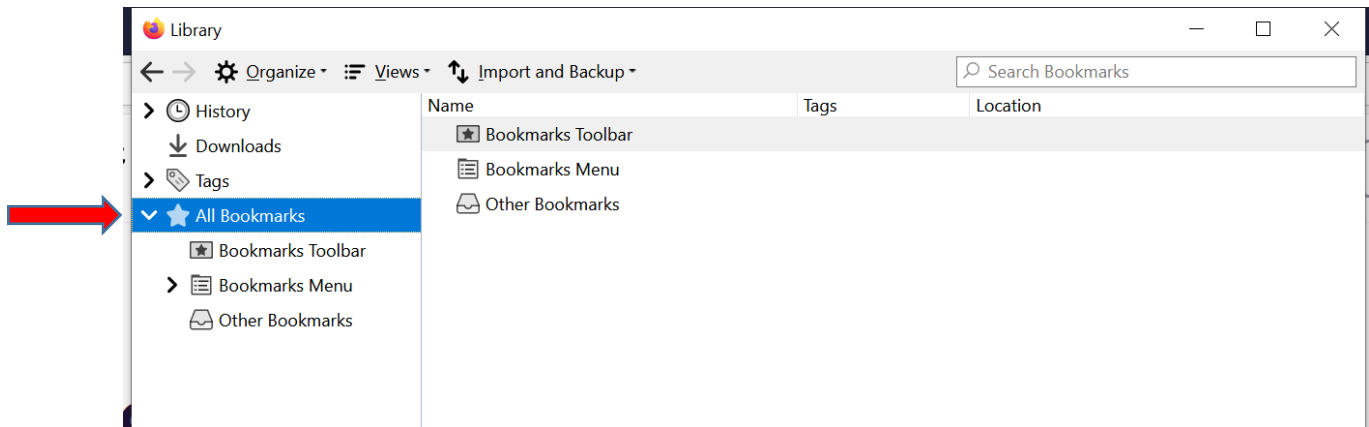 Library
Organize Views Import and Backup Search Bookmarks
History
Downloads
Tags
All Bookmarks
Bookmarks Toolbar
Bookmarks Menu
Other Bookmarks
Name Tags Location
Bookmarks Toolbar
Bookmarks Menu
Other Bookmarks